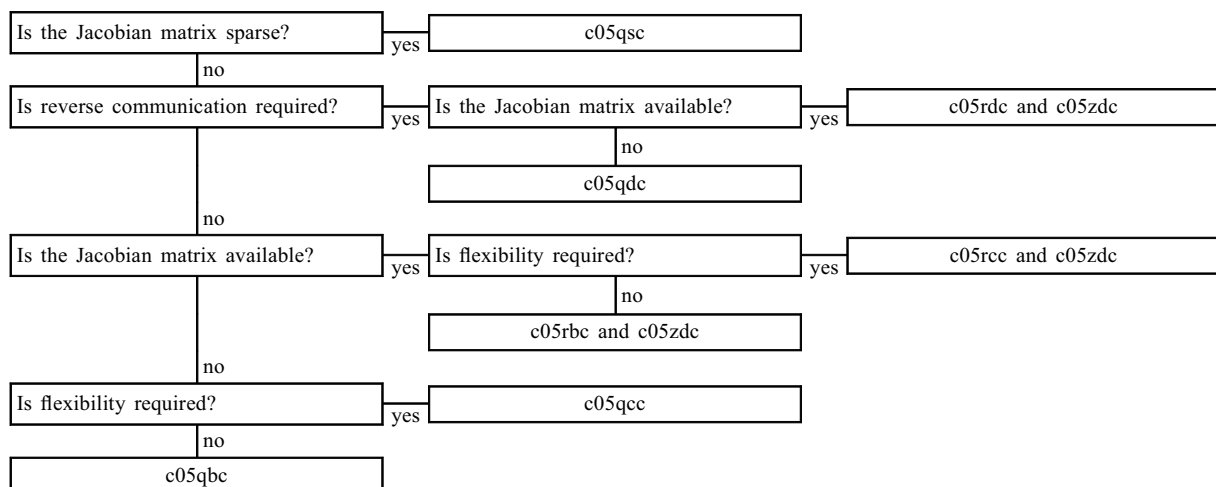 Is the Jacobian matrix sparse?
yes
c05qsc
no
Is reverse communication required?
yes
Is the Jacobian matrix available?
yes
c05rdc and c05zdc
no
c05qdc
no
Is the Jacobian matrix available?
yes
Is flexibility required?
yes
c05rcc and c05zdc
no
c05rbc and c05zdc
no
Is flexibility required?
yes
c05qcc
no
c05qbc